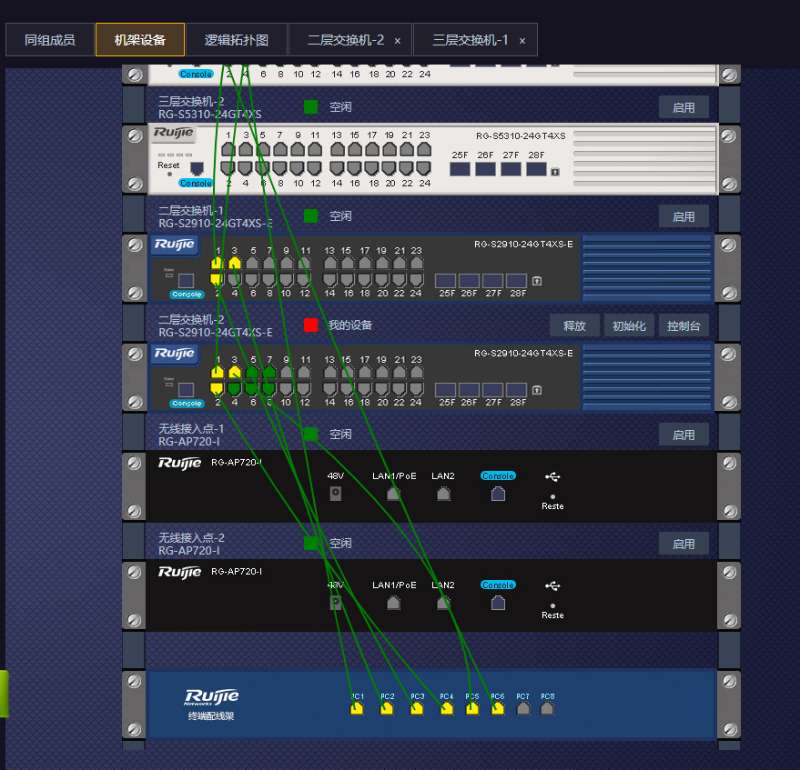 同组成员 机架设备 逻辑拓扑图 二层交换机-2 × 三层交换机-1 ×
Console 2 4 6 8 10 12 14 16 18 20 22 24
三层交换机-2 空闲 启用
RG-S5310-24GT4XS
Ruijie 1 3 5 7 9 11 13 15 17 19 21 23 RG-S5310-24GT4XS
25F 26F 27F 28F
Reset
Console 2 4 6 8 10 12 14 16 18 20 22 24
二层交换机-1 空闲 启用
RG-S2910-24GT4XS-E
Ruijie 1 3 5 7 9 11 13 15 17 19 21 23 RG-S2910-24GT4XS-E
Console 2 4 6 8 10 12 14 16 18 20 22 24 25F 26F 27F 28F
二层交换机-2 我的设备 释放 初始化 控制台
RG-S2910-24GT4XS-E
Ruijie 1 3 5 7 9 11 13 15 17 19 21 23 RG-S2910-24GT4XS-E
Console 2 4 6 8 10 12 14 16 18 20 22 24 25F 26F 27F 28F
无线接入点-1 空闲 启用
RG-AP720-I
Ruijie RG-AP720-I
48V LAN1/PoE LAN2 Console
Reste
无线接入点-2 空闲 启用
RG-AP720-I
Ruijie RG-AP720-I
48V LAN1/PoE LAN2 Console
Reste
Ruijie PC1 PC2 PC3 PC4 PC5 PC6 PC7 PC8
Networks
终端配线架